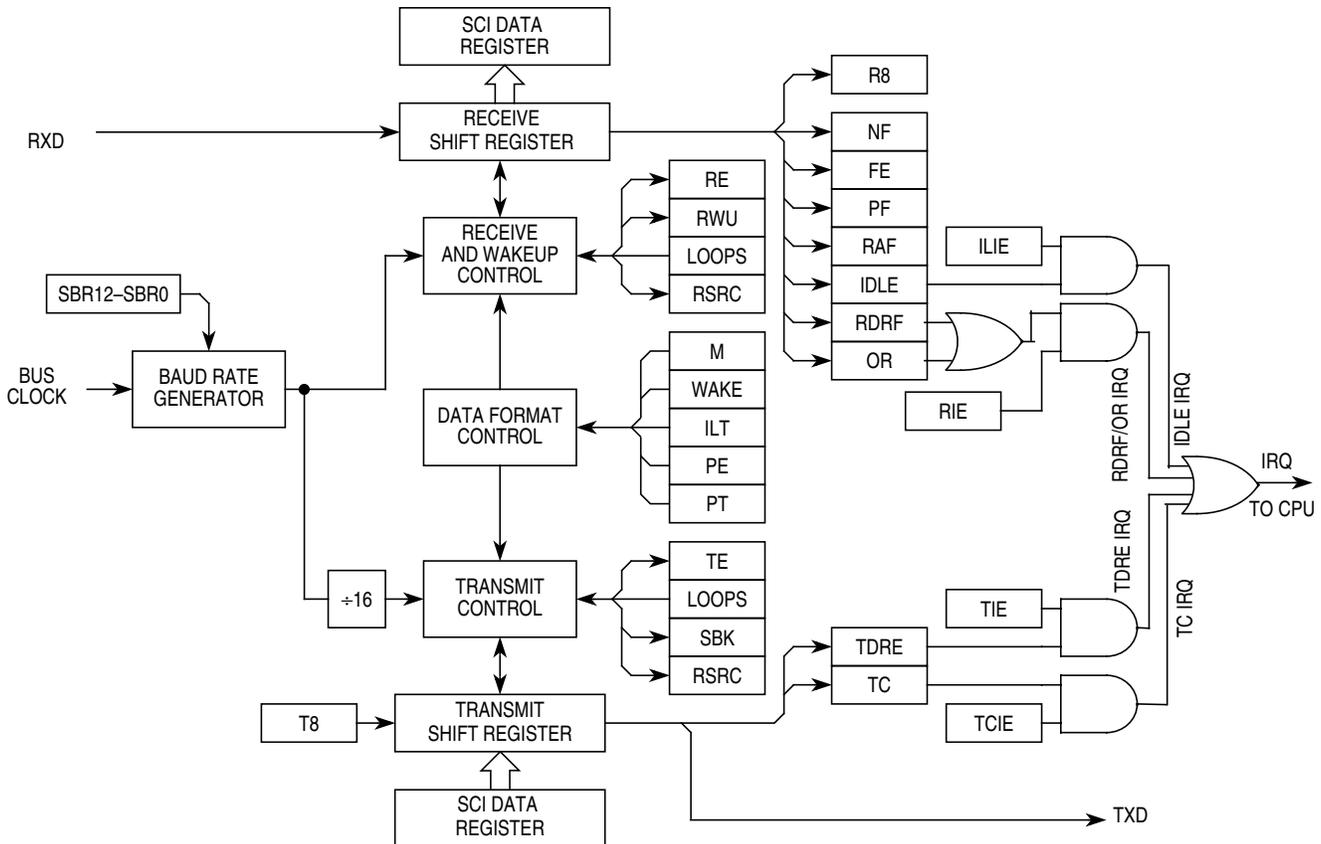 SCI DATA
REGISTER
RXD
RECEIVE
SHIFT REGISTER
R8
NF
FE
PF
RAF
IDLE
RDRF
OR
RE
RWU
LOOPS
RSRC
RECEIVE
AND WAKEUP
CONTROL
ILIE
SBR12–SBR0
BUS
CLOCK
BAUD RATE
GENERATOR
DATA FORMAT
CONTROL
M
WAKE
ILT
PE
PT
RIE
RDRF/OR IRQ
IDLE IRQ
IRQ
TO CPU
TDRE IRQ
TC IRQ
÷16
TRANSMIT
CONTROL
TE
LOOPS
SBK
RSRC
TIE
TDRE
TC
TCIE
T8
TRANSMIT
SHIFT REGISTER
SCI DATA
REGISTER
TXD